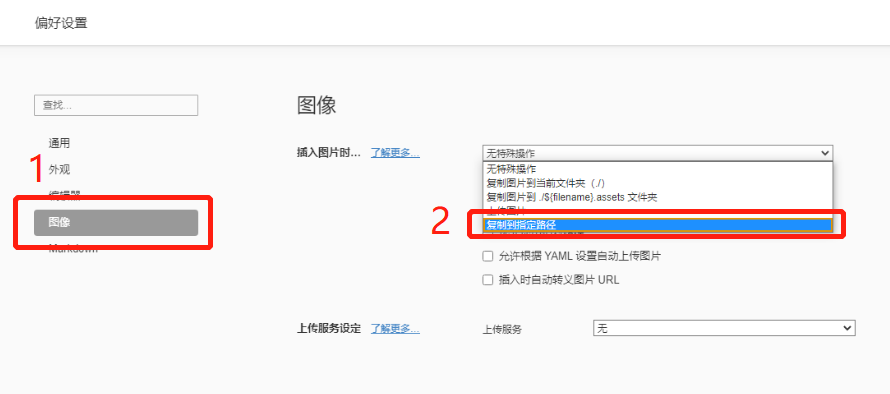 偏好设置
查找...
通用
1
外观
编辑器
图像
Markdown
图像
插入图片时... 了解更多... 无特殊操作
无特殊操作
复制图片到当前文件夹（./）
复制图片到 ./${filename}.assets 文件夹
上传图片
2
复制到指定路径
允许根据 YAML 设置自动上传图片
插入时自动转义图片 URL
上传服务设定 了解更多... 上传服务 无